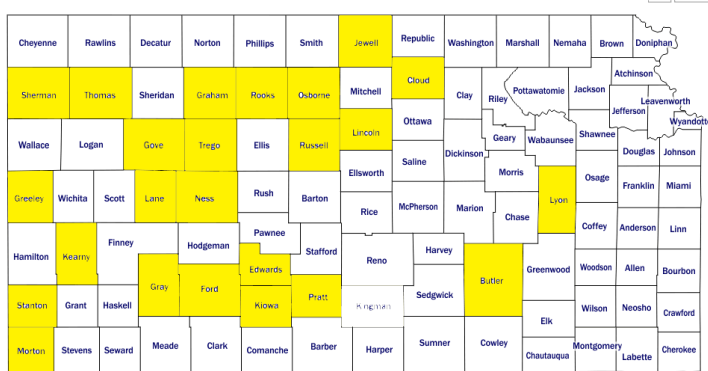 Cheyenne Rawlins Decatur Norton Phillips Smith Jewell Republic Washington Marshall Nemaha Brown Doniphan
Atchinson
Sherman Thomas Sheridan Graham Rooks Osborne Mitchell Cloud Clay Riley Pottawatomie Jackson Jefferson Leavenworth
Wyandotte
Wallace Logan Gove Trego Ellis Russell Lincoln Ottawa Geary Wabaunsee Shawnee Douglas Johnson
Saline Dickinson
Ellsworth Morris Osage
Greeley Wichita Scott Lane Ness Rush Barton Rice McPherson Marion Chase Lyon Franklin Miami
Hamilton Kearny Finney Hodgeman Pawnee Stafford Reno Harvey Coffey Anderson Linn
Gray Ford Edwards Butler Greenwood Woodson Allen Bourbon
Stanton Grant Haskell Kiowa Pratt Kingman Sedgwick Elk Wilson Neosho Crawford
Morton Stevens Seward Meade Clark Comanche Barber Harper Sumner Cowley Chautauqua Montgomery Labette Cherokee